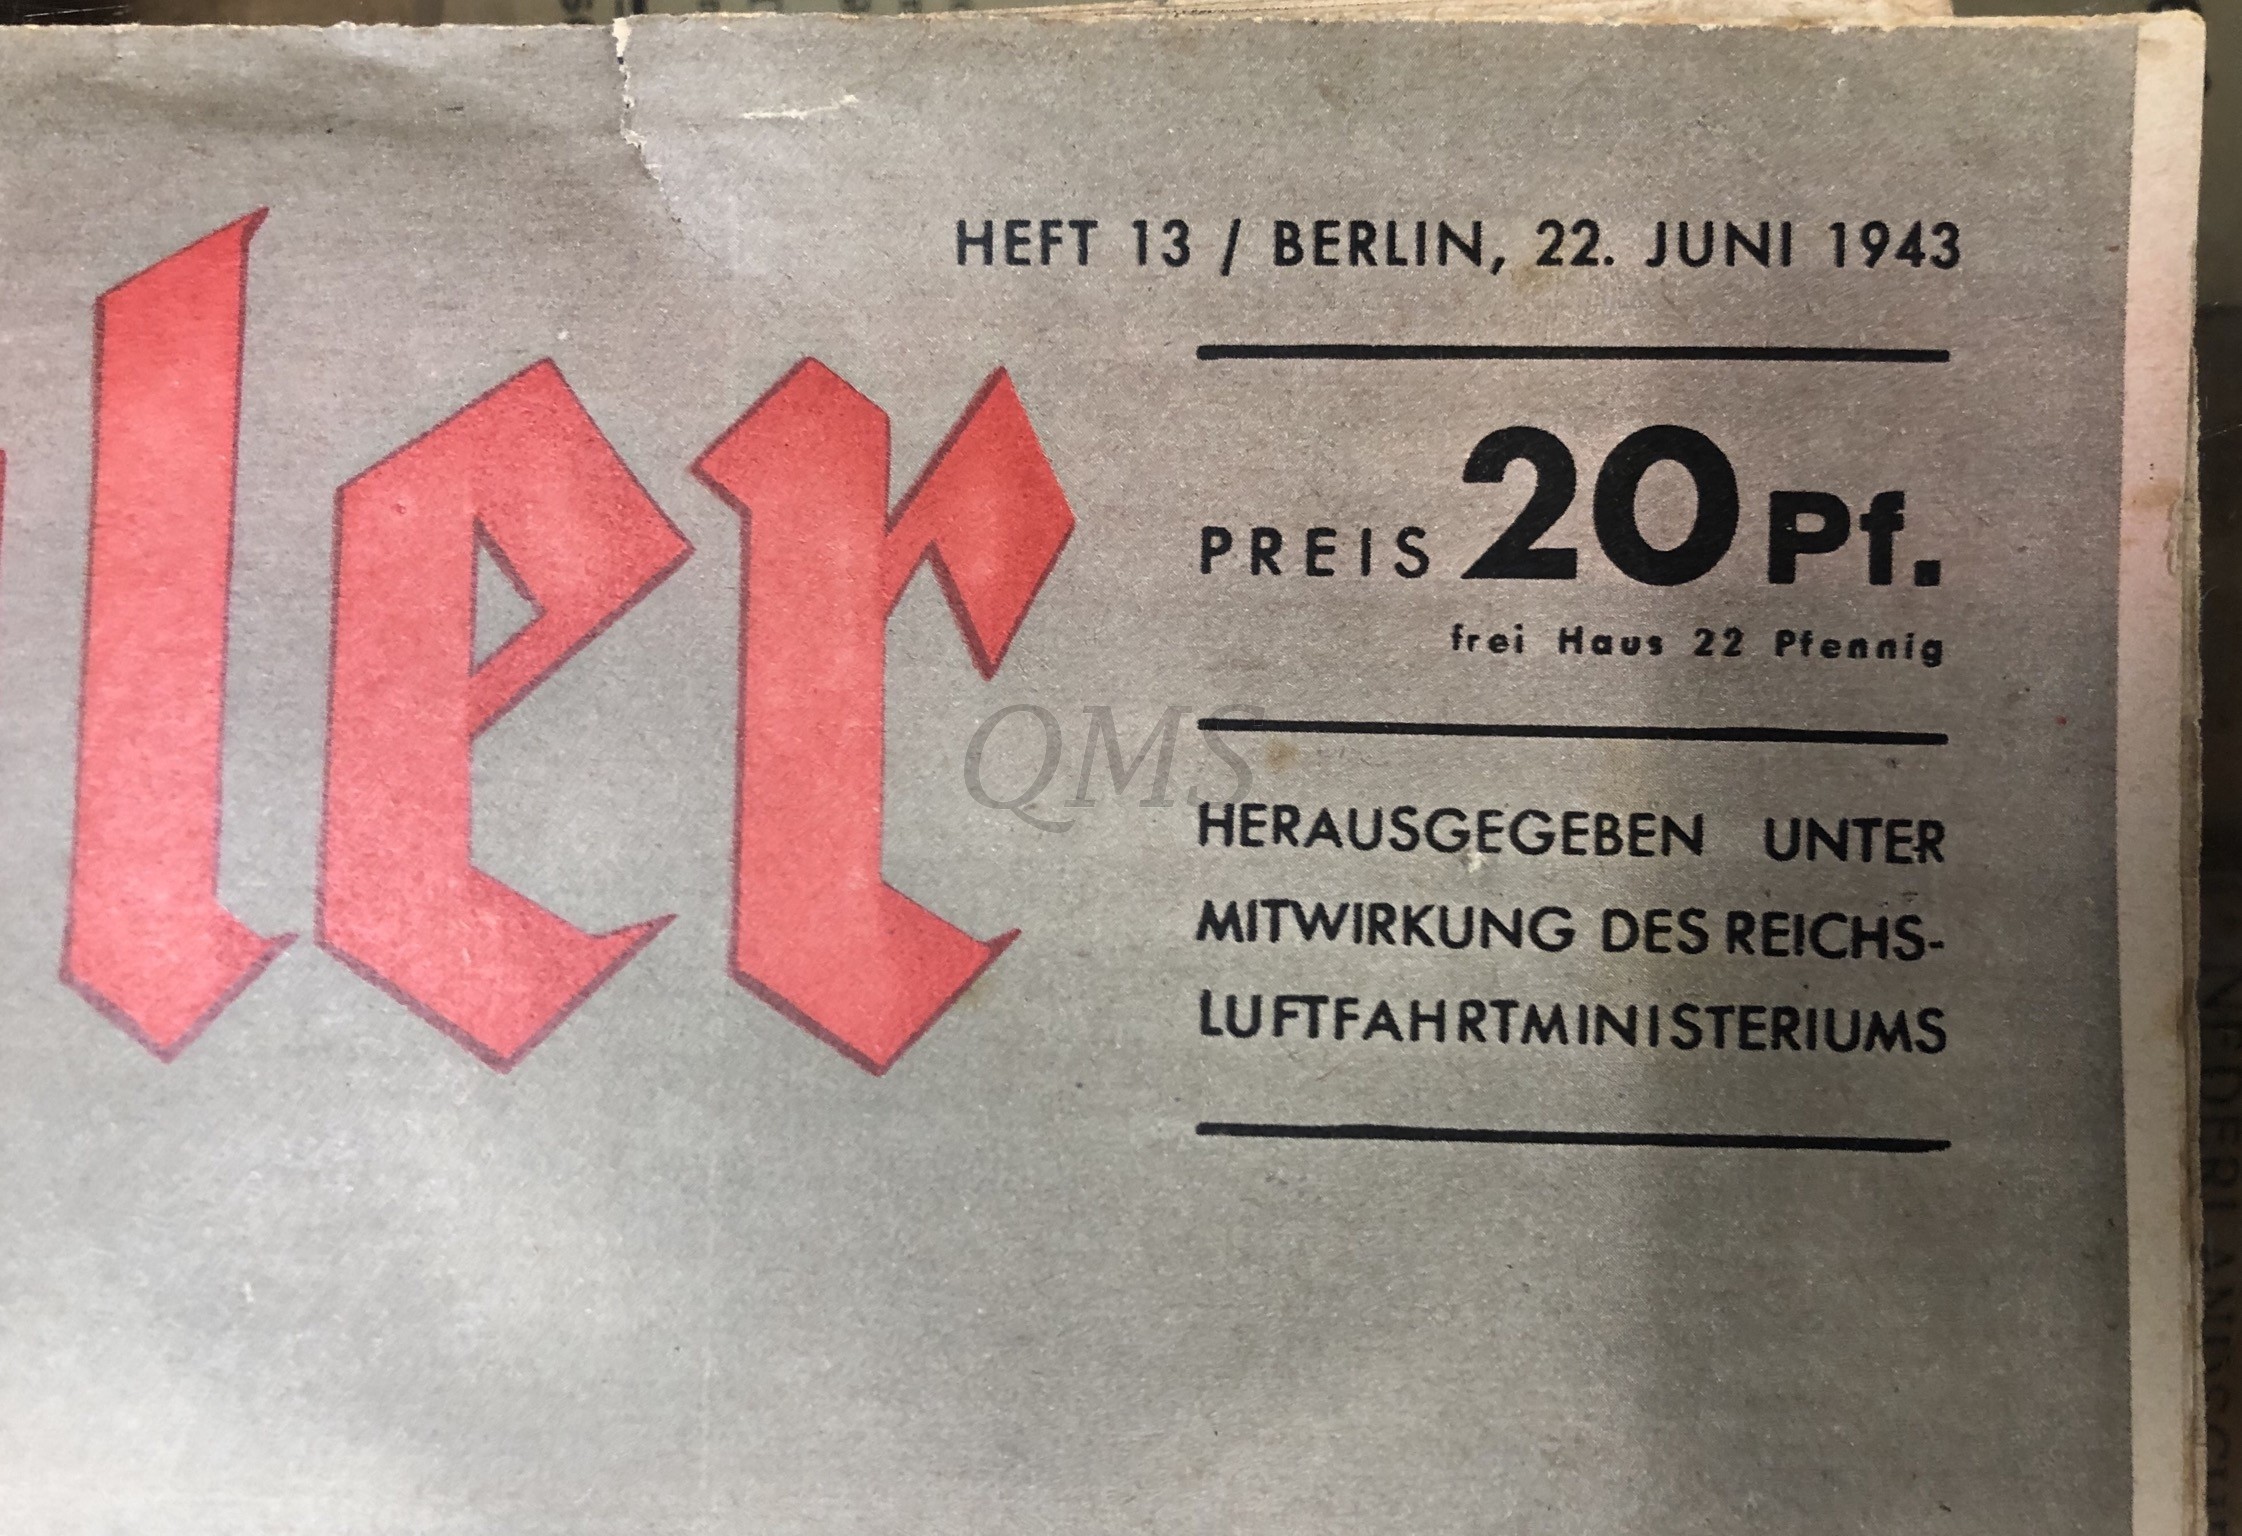 HEFT 13 / BERLIN, 22. JUNI 1943
ler
PREIS 20 Pf.
frei Haus 22 Pfennig
QMS
HERAUSGEGEBEN UNTER
MITWIRKUNG DES REICHS-
LUFTFAHRTMINISTERIUMS